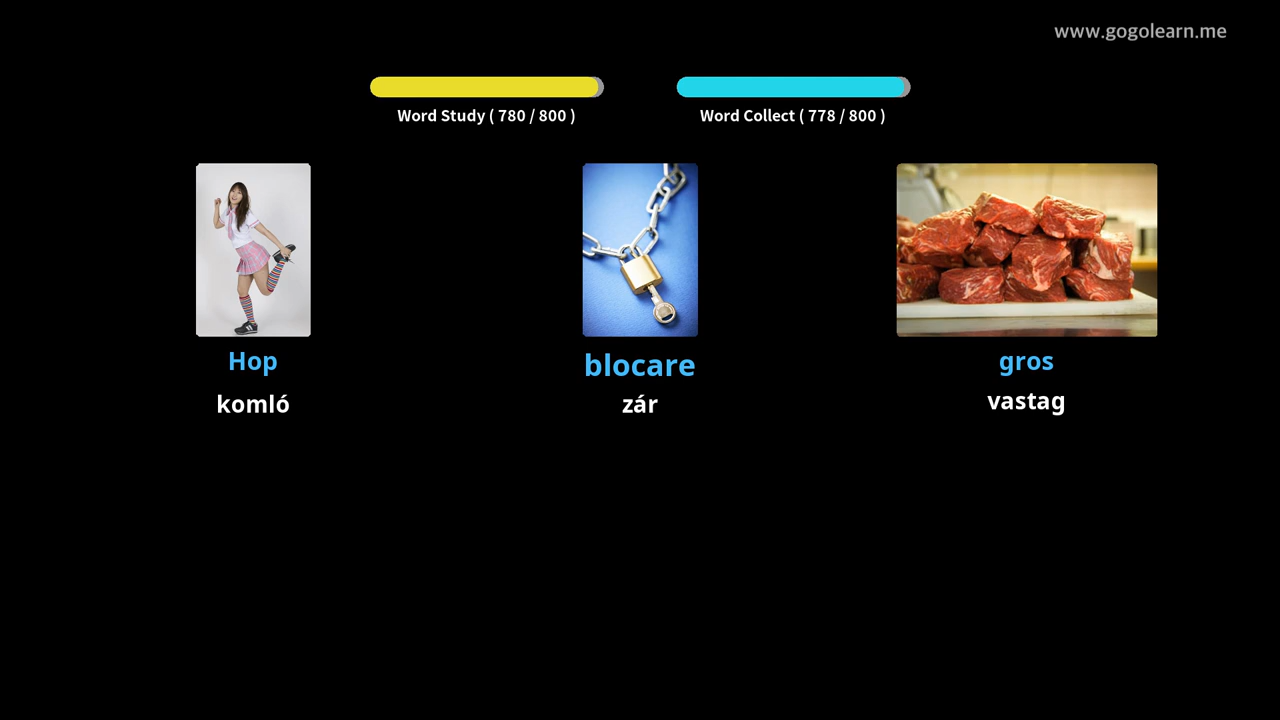 www.gogolearn.me
Word Study ( 780 / 800 )
Word Collect ( 778 / 800 )
Hop
komló
blocare
zár
gros
vastag